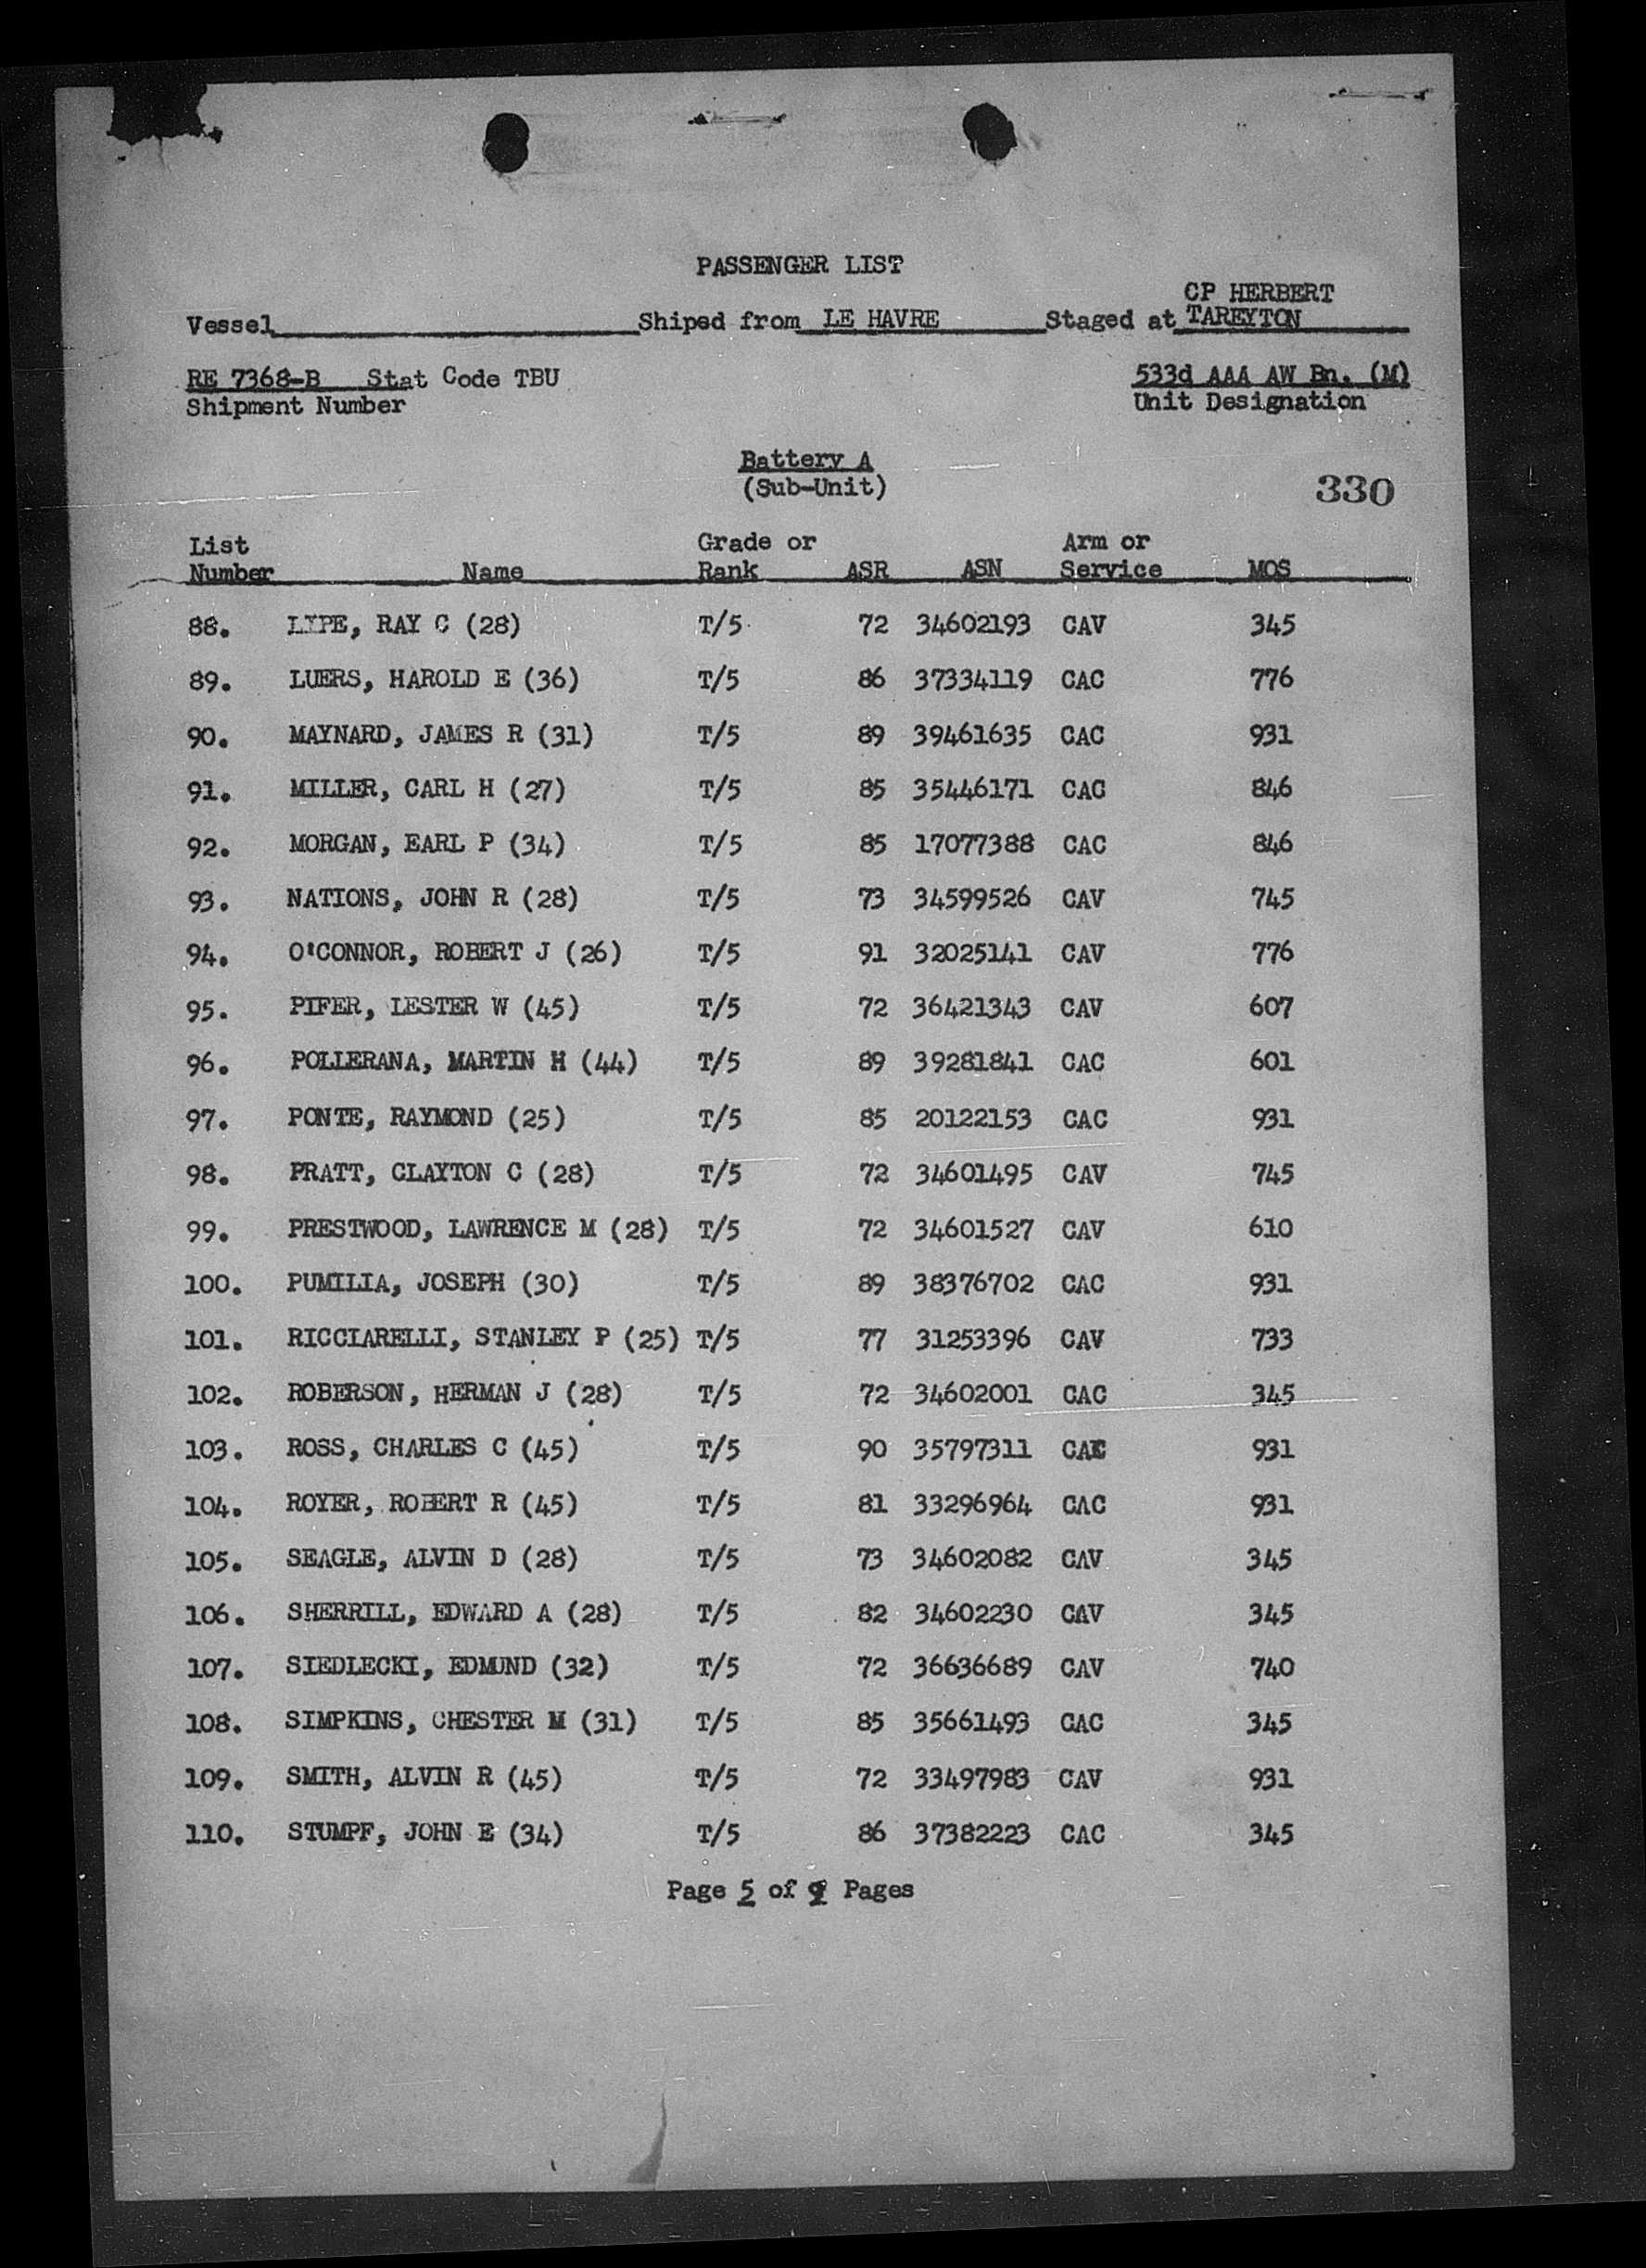 PASSENGER LIST
CP HERBERT
Vessel Shiped from LE HAVRE Staged at TAREYTON
RE 7368-B Stat Code TBU 533d AAA AW Bn. (M)
Shipment Number Unit Designation
Battery A
(Sub-Unit)
330
List Grade or Arm or
Number Name Rank ASR ASN Service MOS
88. LIPE, RAY C (28) T/5 72 34602193 CAV 345
89. LUERS, HAROLD E (36) T/5 86 37334119 CAC 776
90. MAYNARD, JAMES R (31) T/5 89 39461635 CAC 931
91. MILLER, CARL H (27) T/5 85 35446171 CAC 846
92. MORGAN, EARL P (34) T/5 85 17077388 CAC 846
93. NATIONS, JOHN R (28) T/5 73 34599526 CAV 745
94. O'CONNOR, ROBERT J (26) T/5 91 32025141 CAV 776
95. PIFER, LESTER W (45) T/5 72 36421343 CAV 607
96. POLLERANA, MARTIN H (44) T/5 89 39281841 CAC 601
97. PONTE, RAYMOND (25) T/5 85 20122153 CAC 931
98. PRATT, CLAYTON C (28) T/5 72 34601495 CAV 745
99. PRESTWOOD, LAWRENCE M (28) T/5 72 34601527 CAV 610
100. PUMILIA, JOSEPH (30) T/5 89 38376702 CAC 931
101. RICCIARELLI, STANLEY P (25) T/5 77 31253396 CAV 733
102. ROBERSON, HERMAN J (28) T/5 72 34602001 CAC 345
103. ROSS, CHARLES C (45) T/5 90 35797311 CAC 931
104. ROYER, ROBERT R (45) T/5 81 33296964 CAC 931
105. SEAGLE, ALVIN D (28) T/5 73 34602082 CAV 345
106. SHERRILL, EDWARD A (28) T/5 82 34602230 CAV 345
107. SIEDLECKI, EDMUND (32) T/5 72 36636689 CAV 740
108. SIMPKINS, CHESTER M (31) T/5 85 35661493 CAC 345
109. SMITH, ALVIN R (45) T/5 72 33497983 CAV 931
110. STUMPF, JOHN E (34) T/5 86 37382223 CAC 345
Page 5 of 9 Pages